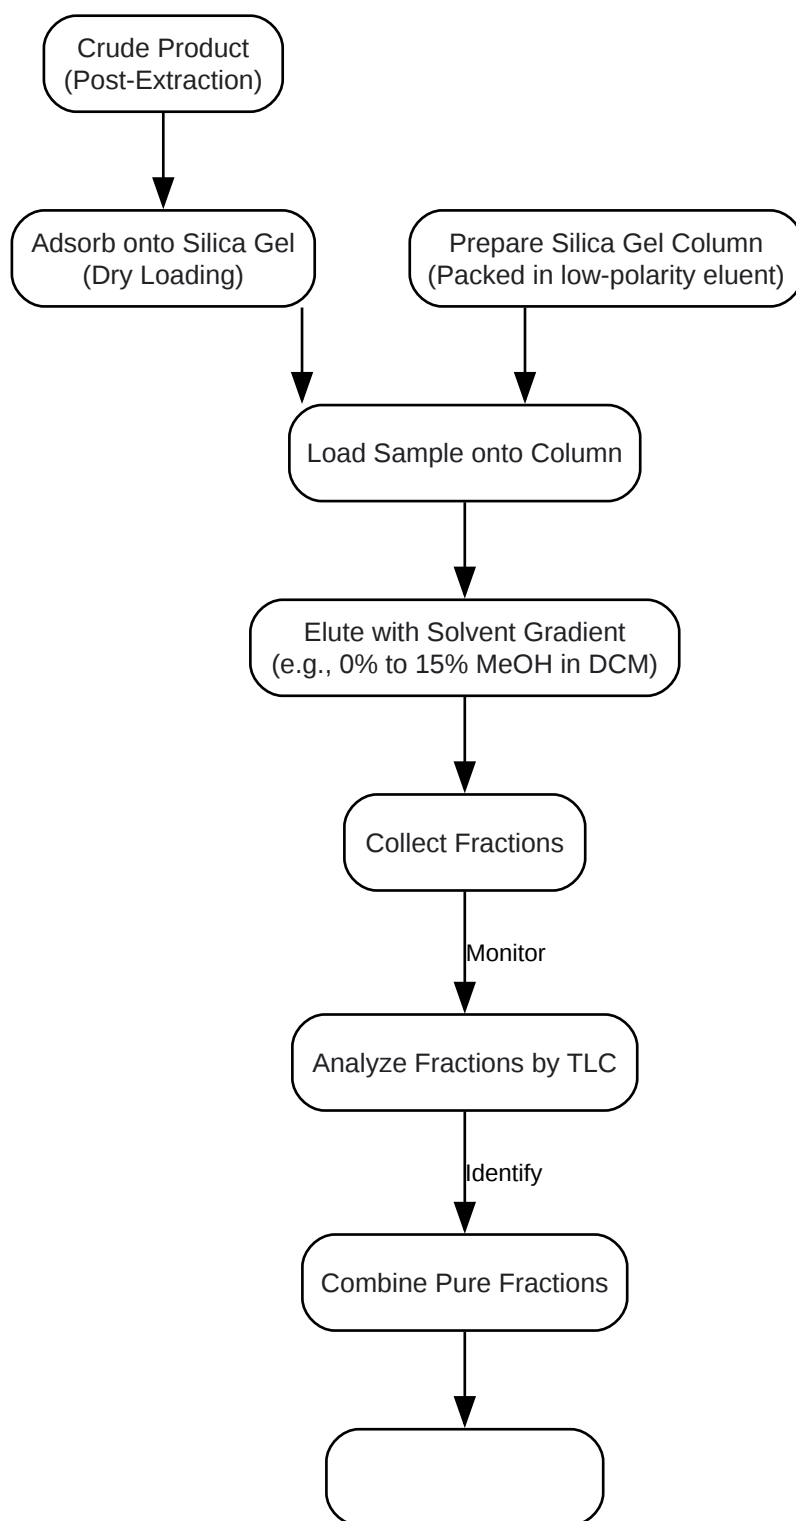 Crude Product
(Post-Extraction)
Adsorb onto Silica Gel
(Dry Loading)
Prepare Silica Gel Column
(Packed in low-polarity eluent)
Load Sample onto Column
Elute with Solvent Gradient
(e.g., 0% to 15% MeOH in DCM)
Collect Fractions
Monitor
Analyze Fractions by TLC
Identify
Combine Pure Fractions